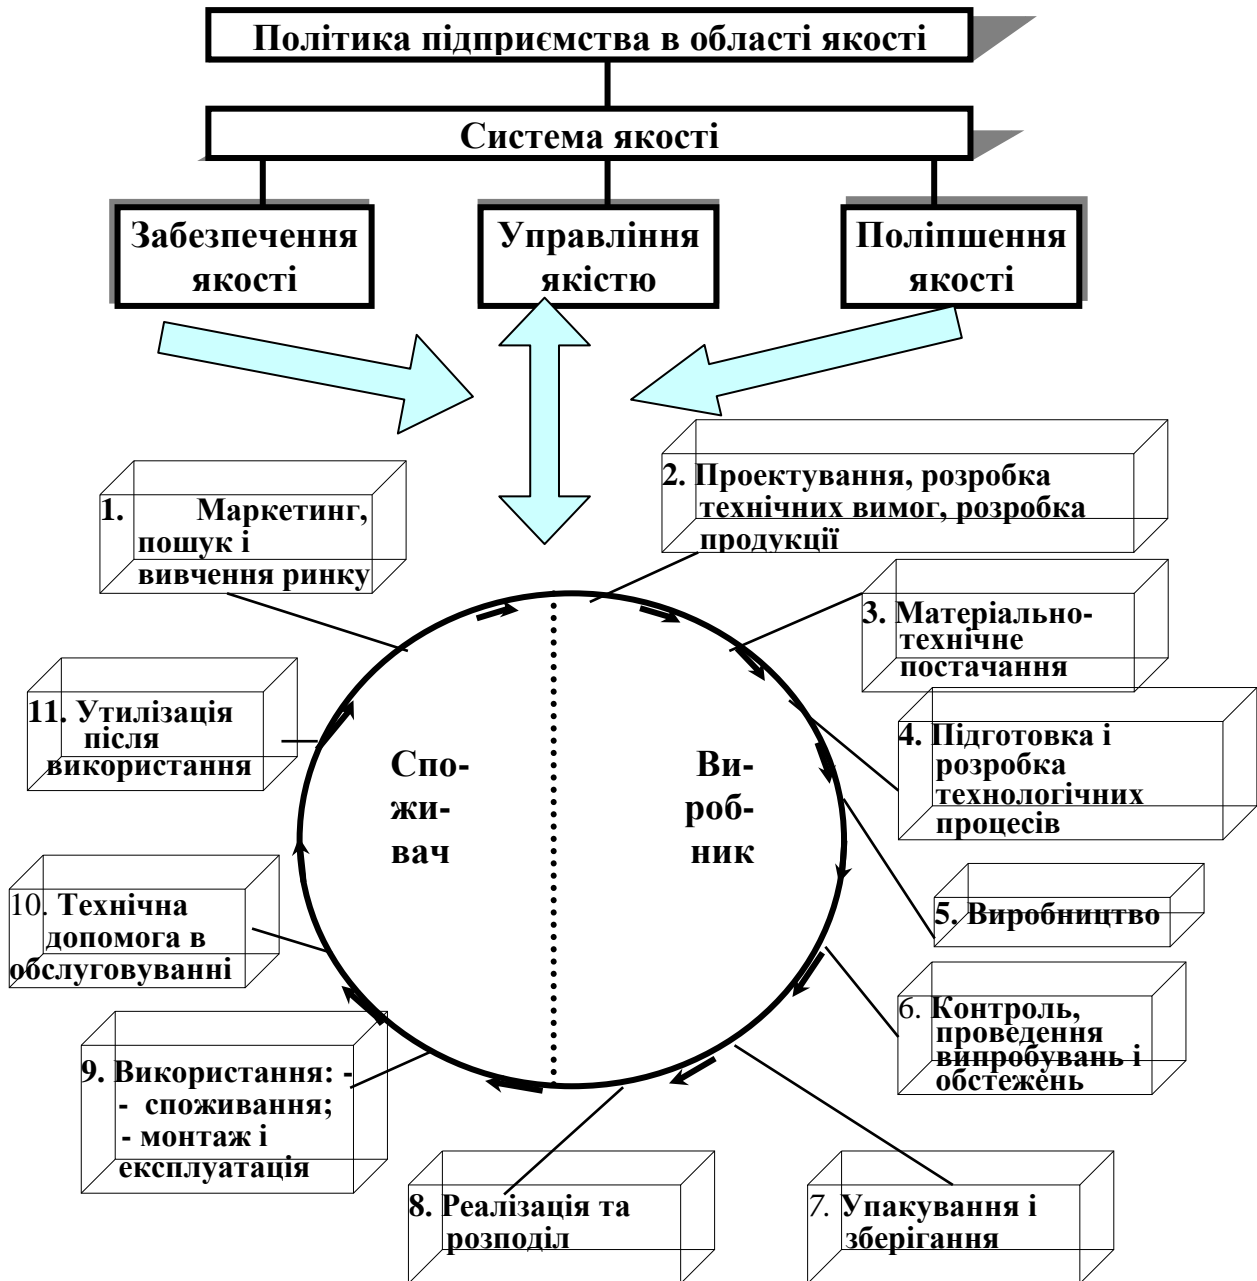 Політика підприємства в області якості
Система якості
Забезпечення
якості
Управління
якістю
Поліпшення
якості
1. Маркетинг,
пошук і
вивчення ринку
2. Проектування, розробка
технічних вимог, розробка
продукції
3. Матеріально-
технічне
постачання
4. Підготовка і
розробка
технологічних
процесів
5. Виробництво
6. Контроль,
проведення
випробувань і
обстежень
7. Упакування і
зберігання
8. Реалізація та
розподіл
9. Використання: -
- споживання;
- монтаж і
експлуатація
10. Технічна
допомога в
обслуговуванні
11. Утилізація
після
використання
Спо-
жи-
вач
Ви-
роб-
ник